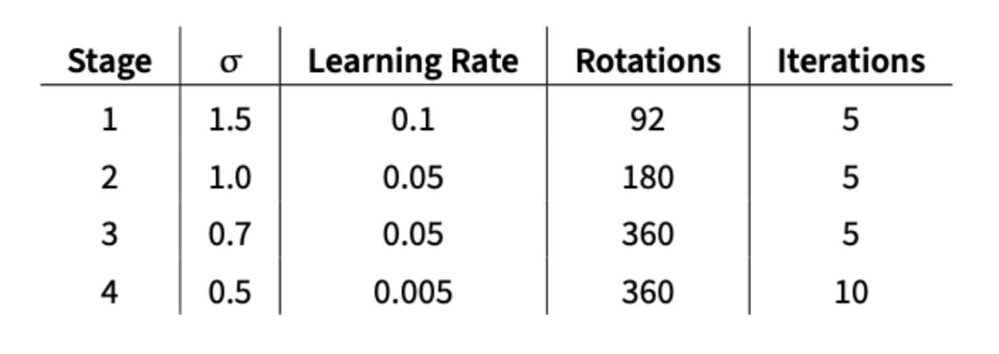 Stage σ Learning Rate Rotations Iterations
1 1.5 0.1 92 5
2 1.0 0.05 180 5
3 0.7 0.05 360 5
4 0.5 0.005 360 10